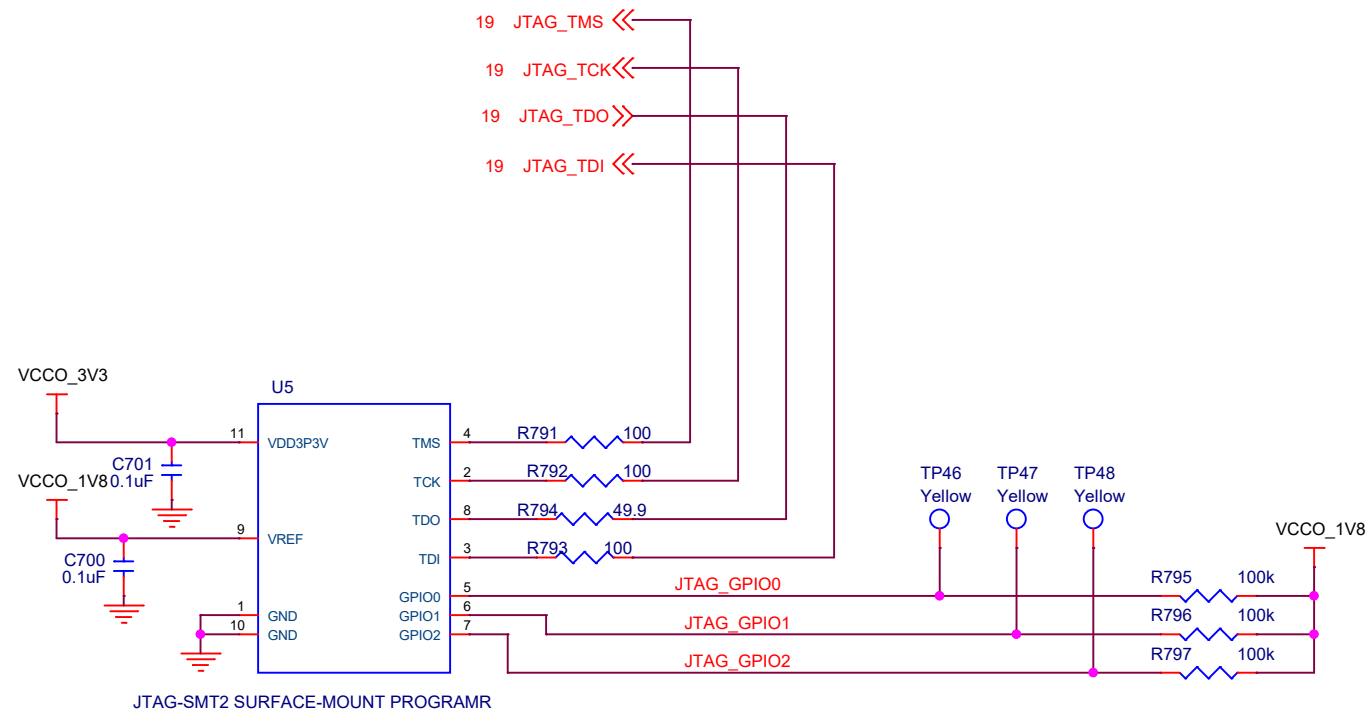 19 JTAG_TMS
19 JTAG_TCK
19 JTAG_TDO
19 JTAG_TDI
VCCO_3V3
U5
11 VDD3P3V
TMS 4 R791 100
C701
0.1uF
VCCO_1V8
TCK 2 R792 100
TP46
Yellow
TP47
Yellow
TP48
Yellow
TDO 8 R794 49.9
9 VREF
VCCO_1V8
TDI 3 R793 100
C700
0.1uF
GPIO0 5 JTAG_GPIO0 R795 100k
1 GND
GPIO1 6 JTAG_GPIO1 R796 100k
10 GND
GPIO2 7 JTAG_GPIO2 R797 100k
JTAG-SMT2 SURFACE-MOUNT PROGRAMR